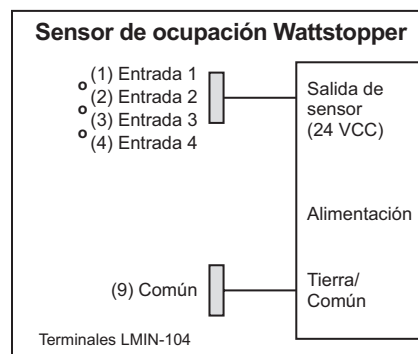 Sensor de ocupación Wattstopper
(1) Entrada 1
o
(2) Entrada 2
o
(3) Entrada 3
o
(4) Entrada 4
Salida de
sensor
(24 VCC)
Alimentación
(9) Común
Tierra/
Común
Terminales LMIN-104